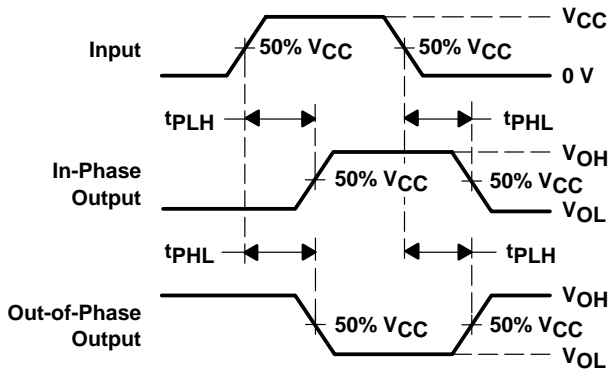 VCC
Input
50% VCC
50% VCC
0 V
tPLH
tPHL
VOH
In-Phase
Output
50% VCC
50% VCC
VOL
tPHL
tPLH
VOH
Out-of-Phase
Output
50% VCC
50% VCC
VOL